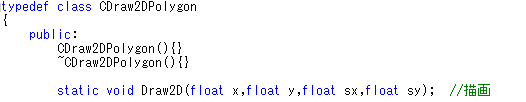 typedef class CDraw2DPolygon
{
public:
CDraw2DPolygon(){}
~CDraw2DPolygon(){}
static void Draw2D(float x,float y,float sx,float sy); //描画